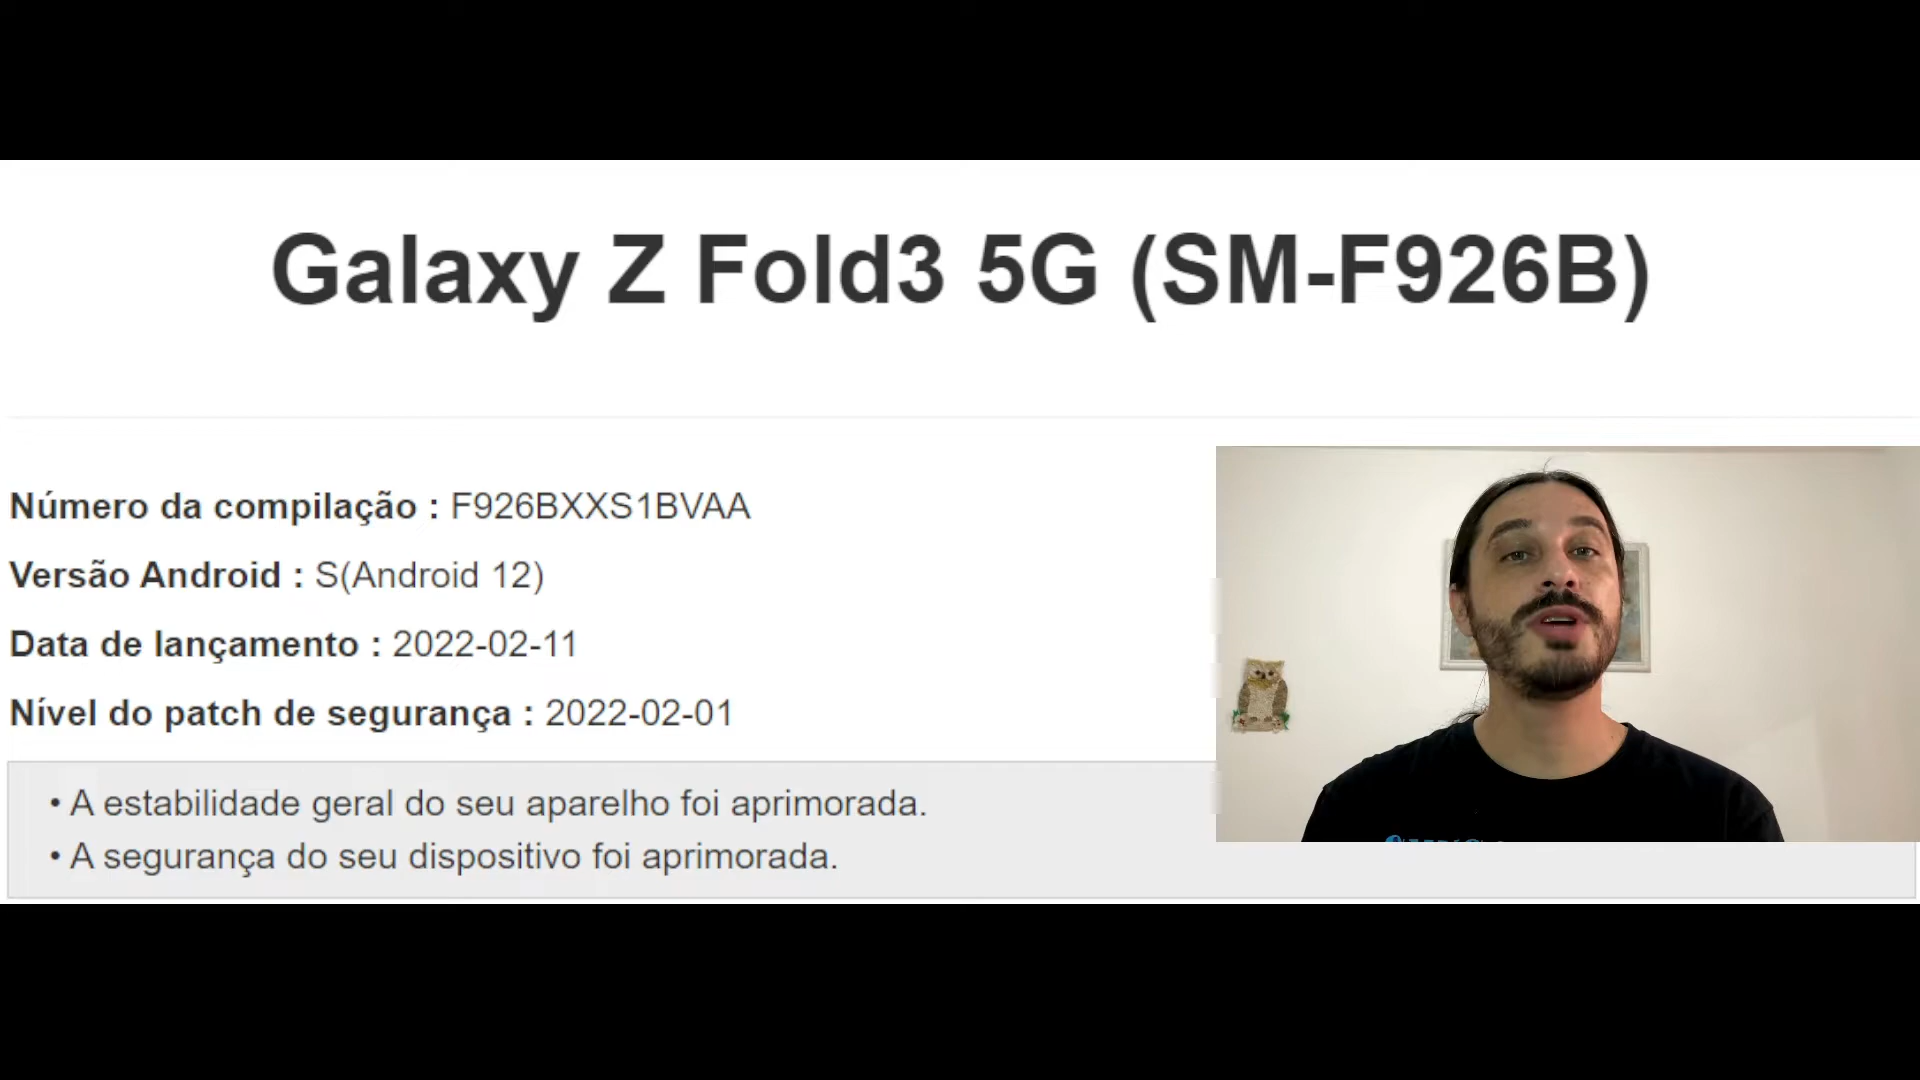 Galaxy Z Fold3 5G (SM-F926B)
Número da compilação : F926BXXS1BVAA
Versão Android : S(Android 12)
Data de lançamento : 2022-02-11
Nível do patch de segurança : 2022-02-01
• A estabilidade geral do seu aparelho foi aprimorada.
• A segurança do seu dispositivo foi aprimorada.